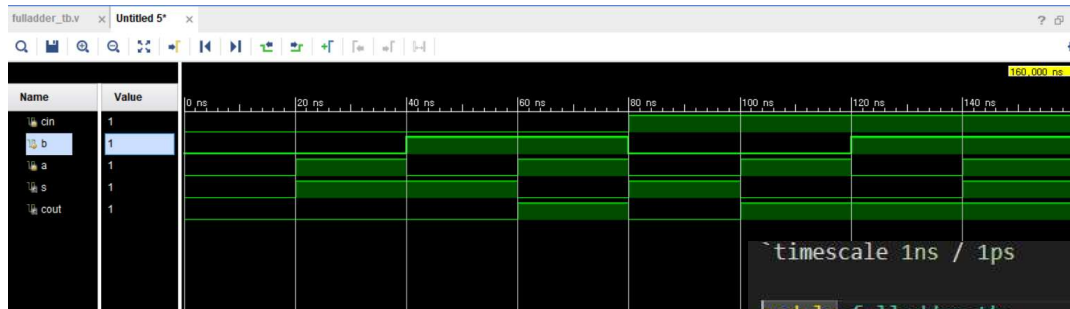 fulladder_tb.v × Untitled 5* ×
?
160.000 ns
Name Value
0 ns 20 ns 40 ns 60 ns 80 ns 100 ns 120 ns 140 ns
cin 1
b 1
a 1
s 1
cout 1
`timescale 1ns / 1ps